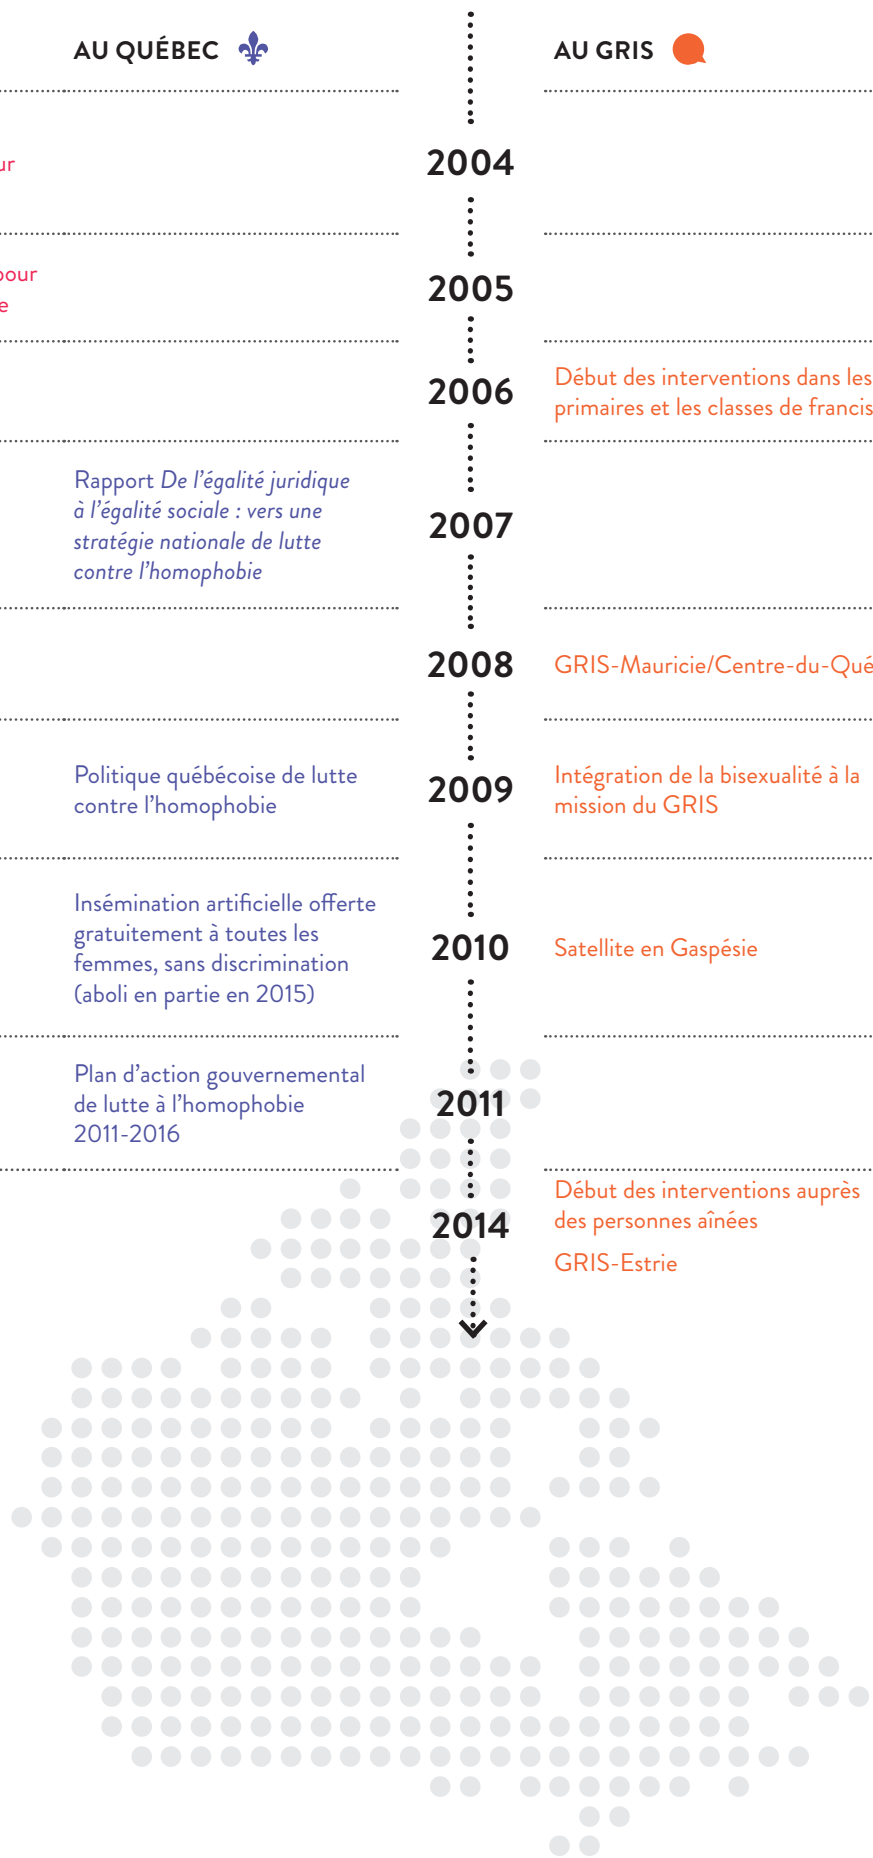 AU QUÉBEC
AU GRIS
2004
2005
pour
2006
Début des interventions dans les
primaires et les classes de francis
Rapport De l’égalité juridique
à l’égalité sociale : vers une
stratégie nationale de lutte
contre l’homophobie
2007
2008
GRIS-Mauricie/Centre-du-Qué
Politique québécoise de lutte
contre l’homophobie
2009
Intégration de la bisexualité à la
mission du GRIS
Insémination artificielle offerte
gratuitement à toutes les
femmes, sans discrimination
(aboli en partie en 2015)
2010
Satellite en Gaspésie
Plan d’action gouvernemental
de lutte à l’homophobie
2011-2016
2011
2014
Début des interventions auprès
des personnes aînées
GRIS-Estrie